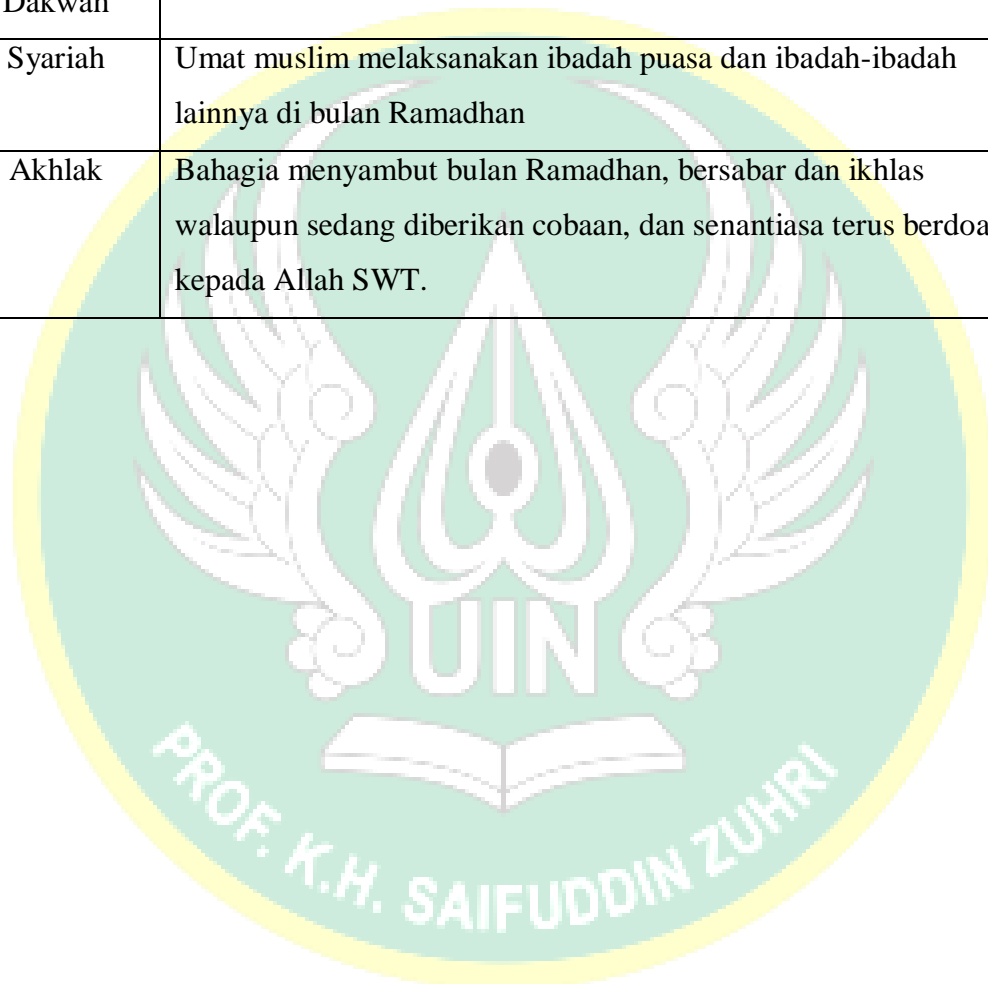 Dakwah
Syariah
Umat muslim melaksanakan ibadah puasa dan ibadah-ibadah
lainnya di bulan Ramadhan
Akhlak
Bahagia menyambut bulan Ramadhan, bersabar dan ikhlas
walaupun sedang diberikan cobaan, dan senantiasa terus berdoa
kepada Allah SWT.
UIN
PROF. K.H. SAIFUDDIN ZUHRI